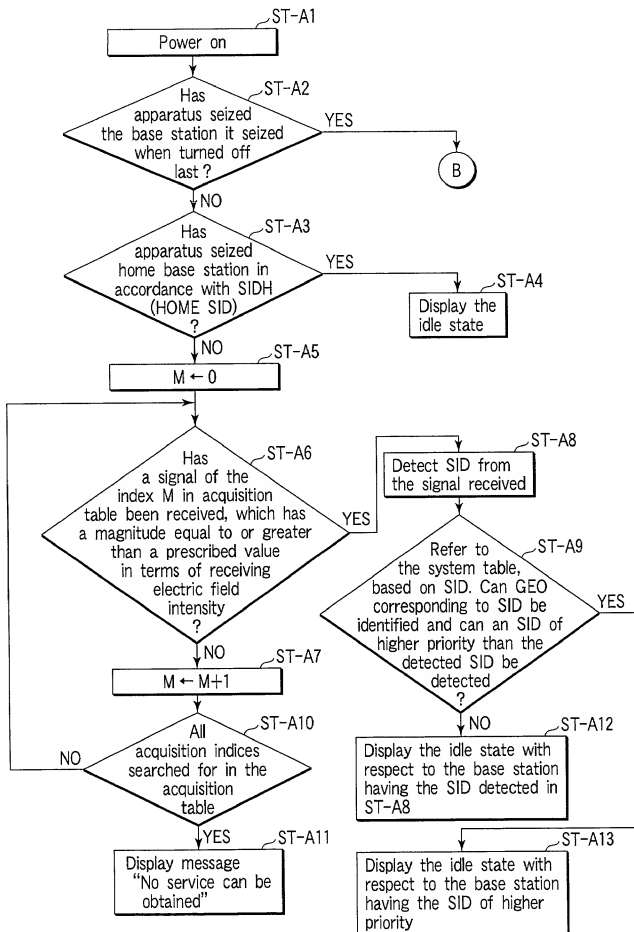 ST-A1
Power on
ST-A2
Has
apparatus seized
the base station it seized
when turned off
last ?
YES
B
NO
ST-A3
Has
apparatus seized
home base station in
accordance with SIDH
(HOME SID)
?
YES
ST-A4
Display the
idle state
NO
ST-A5
M ← 0
ST-A6
Has
a signal of the
index M in acquisition
table been received, which has
a magnitude equal to or greater
than a prescribed value
in terms of receiving
electric field
intensity
?
YES
ST-A8
Detect SID from
the signal received
ST-A9
Refer to
the system table,
based on SID. Can GEO
corresponding to SID be
identified and can an SID of
higher priority than the
detected SID be
detected
?
YES
NO
ST-A7
M ← M+1
ST-A10
All
acquisition indices
searched for in the
acquisition
table
NO
YES
ST-A11
Display message
“No service can be
obtained”
NO
ST-A12
Display the idle state with
respect to the base station
having the SID detected in
ST-A8
ST-A13
Display the idle state with
respect to the base station
having the SID of higher
priority